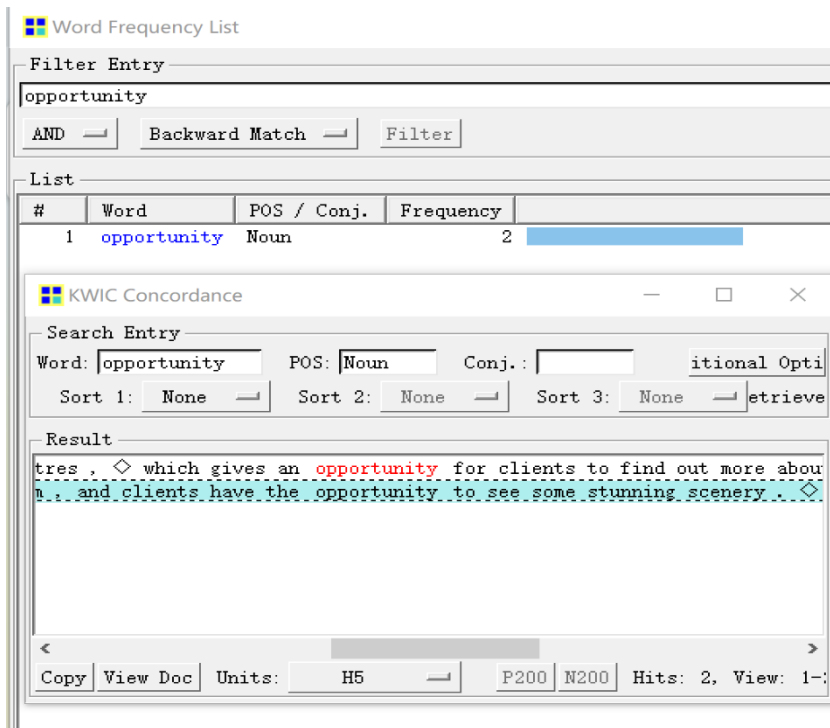 Word Frequency List
Filter Entry
opportunity
AND Backward Match Filter
List
# Word POS / Conj. Frequency
1 opportunity Noun 2
KWIC Concordance
Search Entry
Word: opportunity POS: Noun Conj.: itional Opti
Sort 1: None Sort 2: None Sort 3: None etrieve
Result
tres , ◇ which gives an opportunity for clients to find out more abou
, and clients have the opportunity to see some stunning scenery . ◇
Copy View Doc Units: H5 P200 N200 Hits: 2, View: 1-